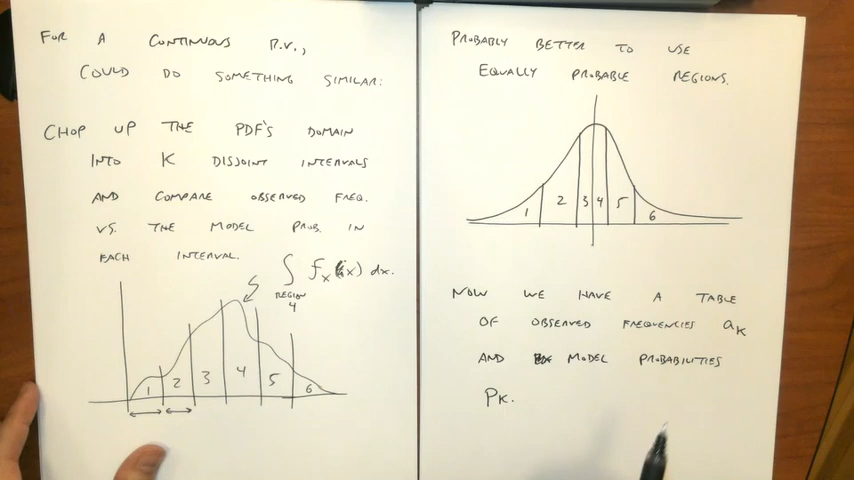 FOR A CONTINUOUS R.V.,
COULD DO SOMETHING SIMILAR:
CHOP UP THE PDF'S DOMAIN
INTO K DISJOINT INTERVALS
AND COMPARE OBSERVED FREQ.
VS. THE MODEL PROB. IN
EACH INTERVAL.
∫ fx(x) dx.
REGION
4
1 2 3 4 5 6
PROBABLY BETTER TO USE
EQUALLY PROBABLE REGIONS.
1 2 3 4 5 6
NOW WE HAVE A TABLE
OF OBSERVED FREQUENCIES aK
AND MODEL PROBABILITIES
PK.